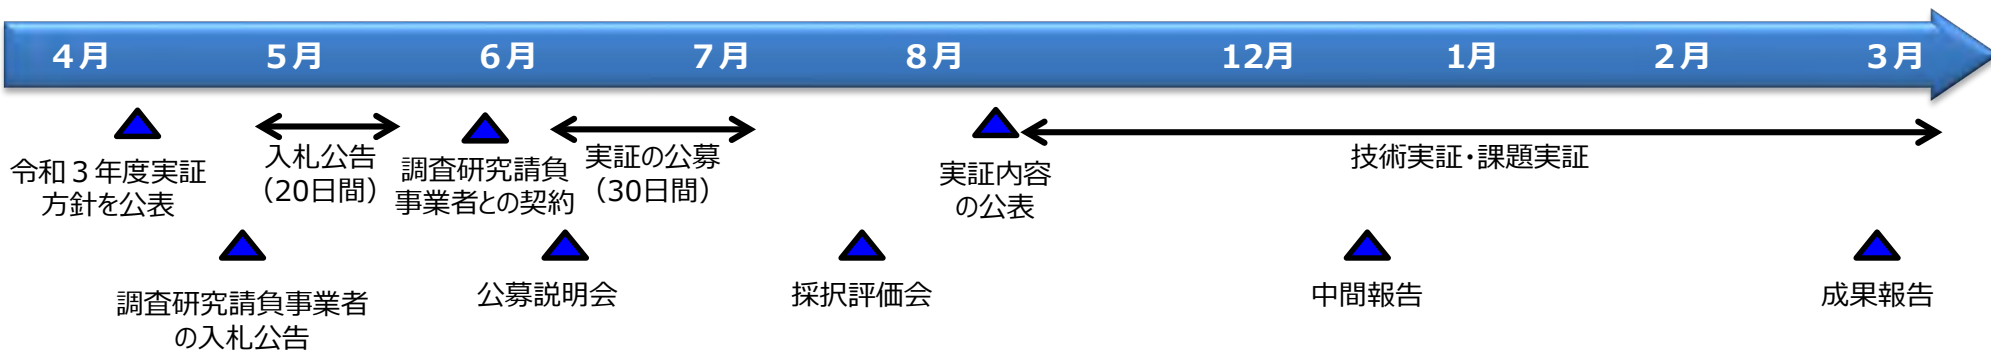 ４月 ５月 ６月 ７月 ８月 12月 1月 ２月 ３月
令和３年度実証
方針を公表
入札公告
（20日間）
調査研究請負
事業者との契約
実証の公募
（30日間）
実証内容
の公表
技術実証・課題実証
調査研究請負事業者
の入札公告
公募説明会
採択評価会
中間報告
成果報告